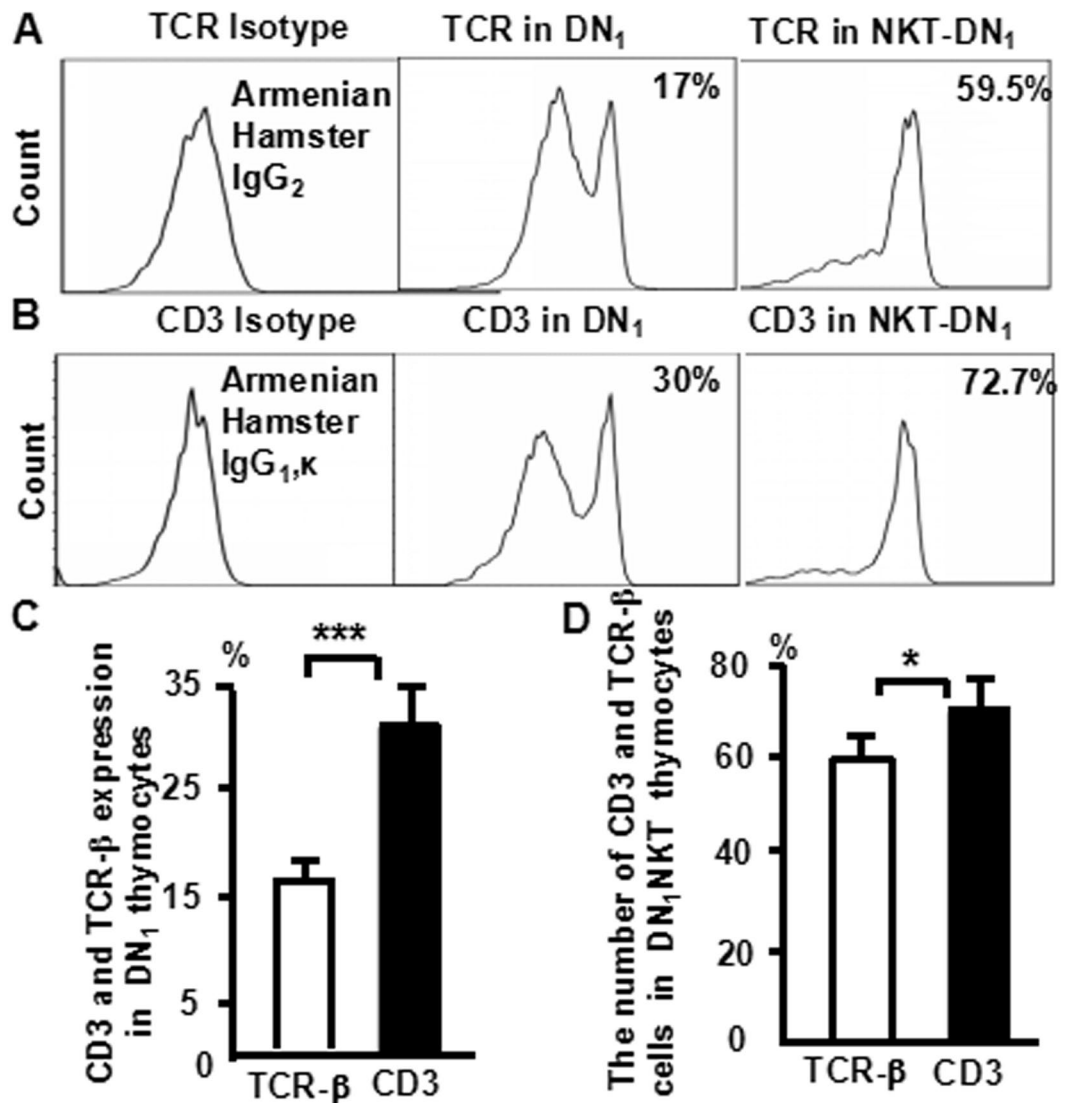 A
TCR Isotype
TCR in DN₁
TCR in NKT-DN₁
Count
Armenian
Hamster
IgG₂
17%
59.5%
B
CD3 Isotype
CD3 in DN₁
CD3 in NKT-DN₁
Count
Armenian
Hamster
IgG₁,κ
30%
72.7%
C
CD3 and TCR-β expression
in DN₁ thymocytes
%
35
25
15
5
0
***
TCR-β
CD3
D
The number of CD3 and TCR-β
cells in DN₁NKT thymocytes
%
80
60
40
20
0
*
TCR-β
CD3